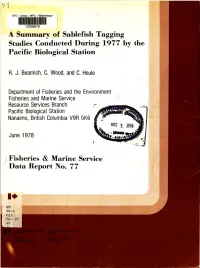 A Summary of Sablefish Tagging
Studies Conducted During 1977 by the
Pacific Biological Station
R. J. Beamish, C. Wood, and C. Houle
Department of Fisheries and the Environment
Fisheries and Marine Service
Resource Services Branch
Pacific Biological Station
Nanaimo, British Columbia V9R 5K6
June 1978
Fisheries & Marine Service
Data Report No. 77